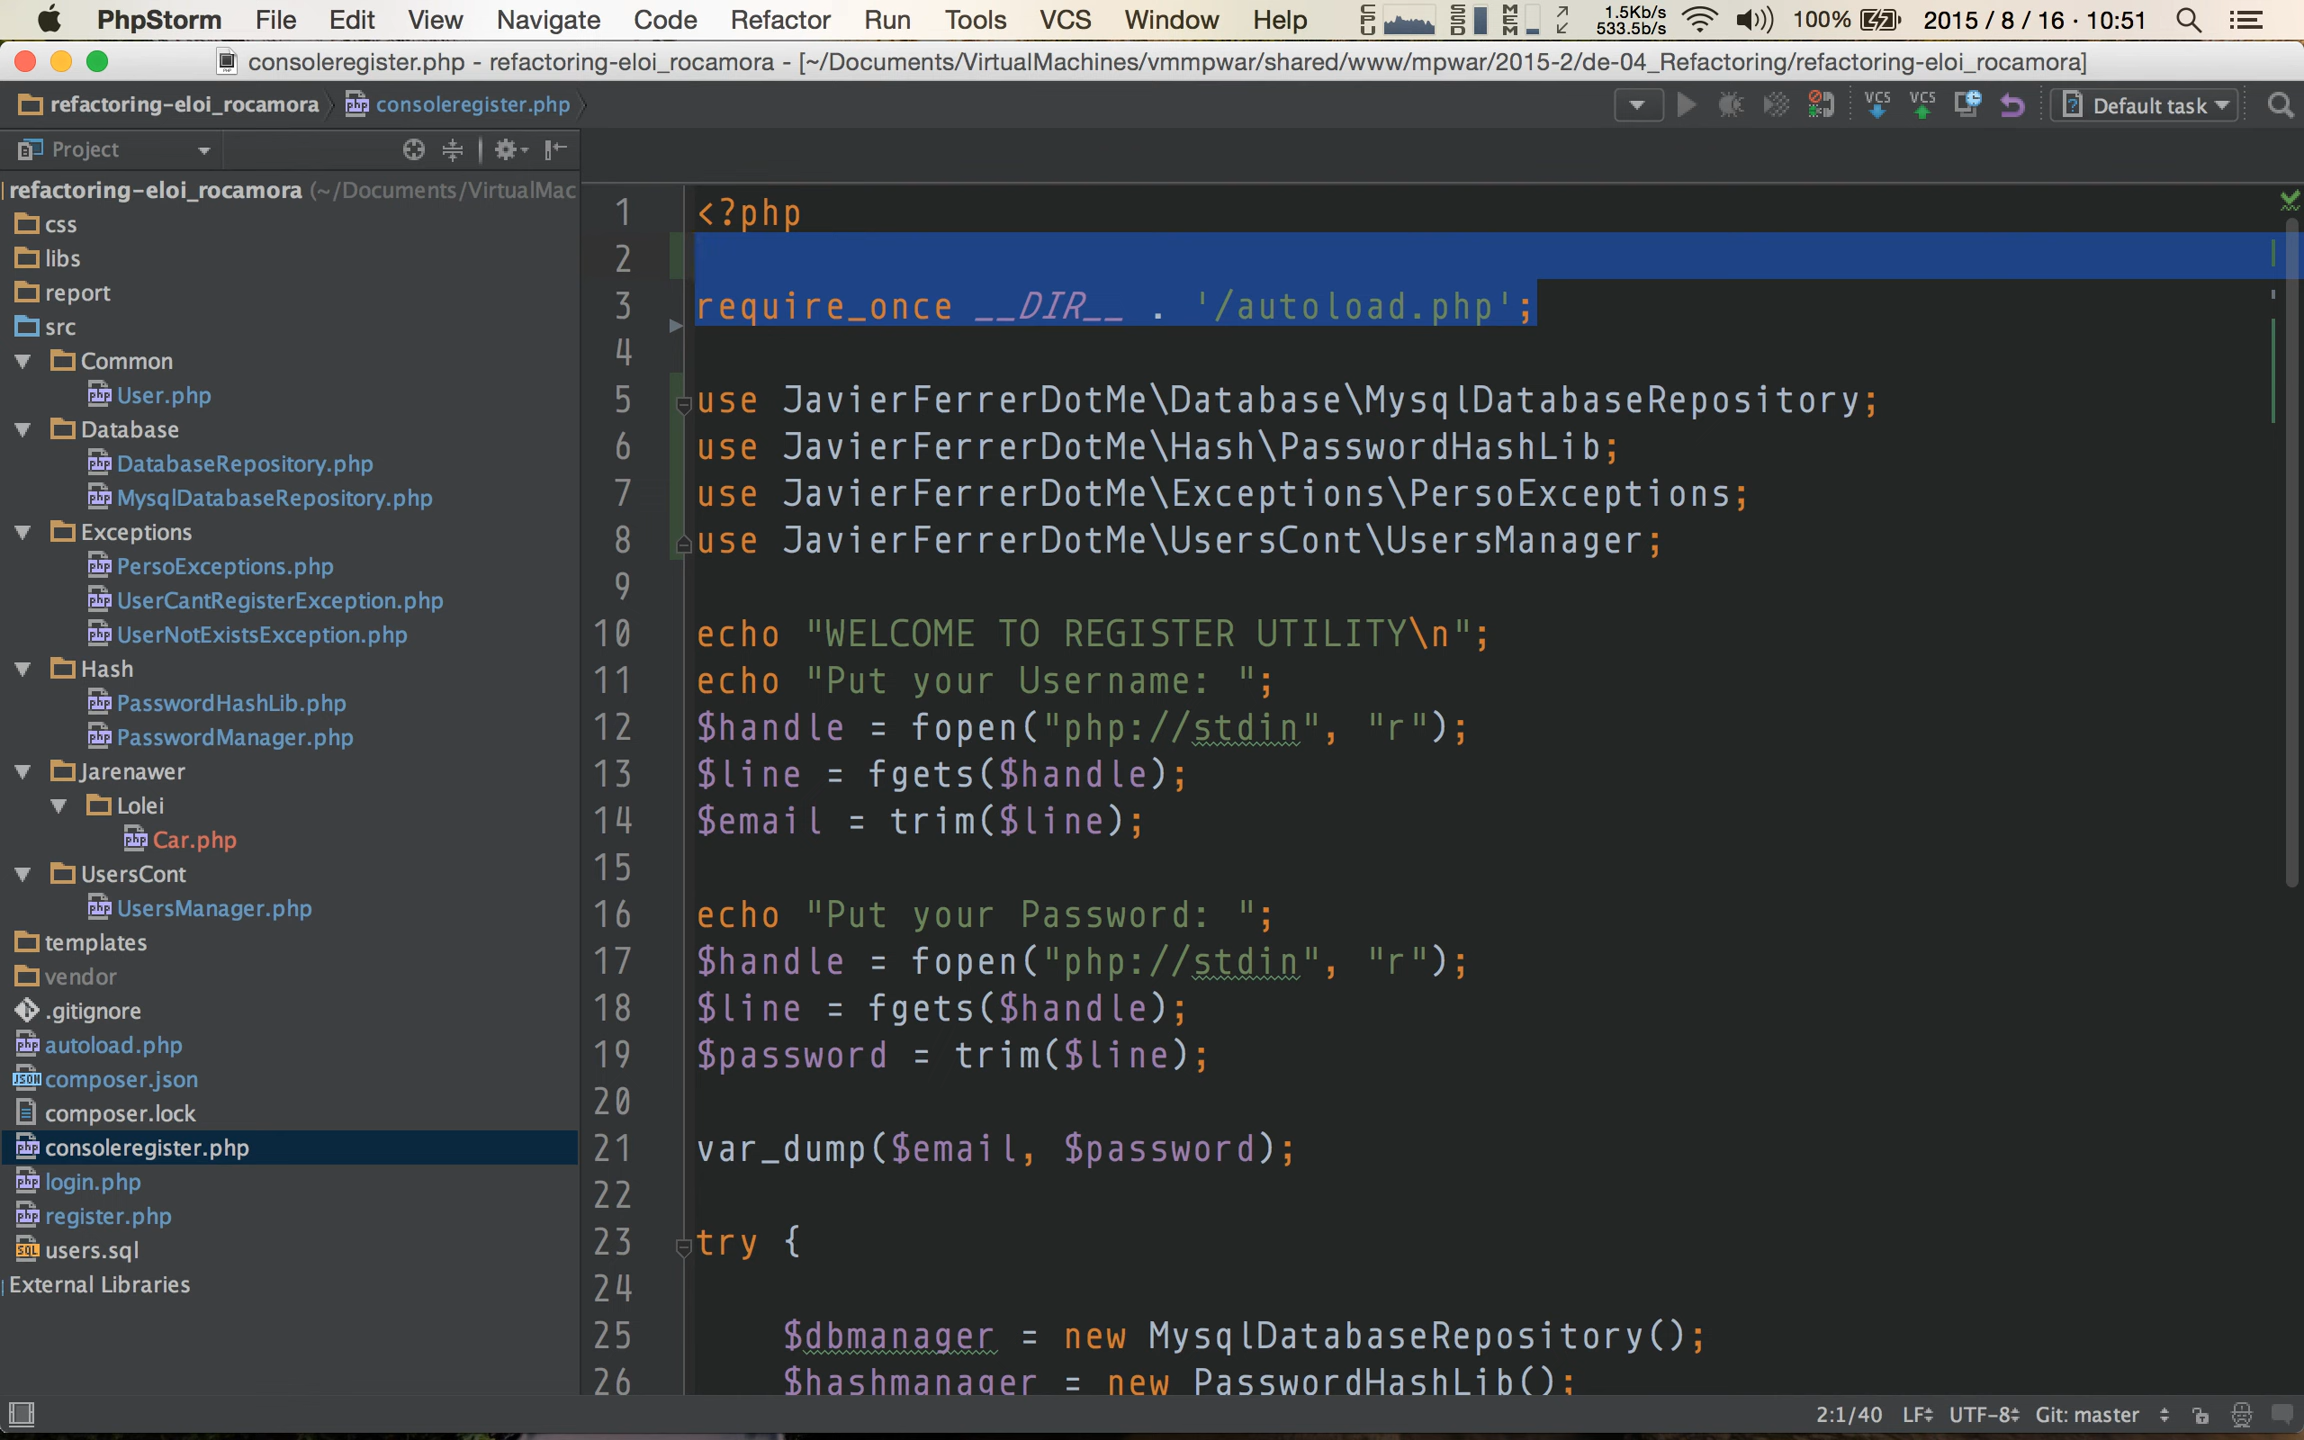 PhpStorm File Edit View Navigate Code Refactor Run Tools VCS Window Help CPU SSD MEM 1.5Kb/s 533.5b/s 100% 2015 / 8 / 16 · 10:51
consoleregister.php - refactoring-eloi_rocamora - [~/Documents/VirtualMachines/vmmpwar/shared/www/mpwar/2015-2/de-04_Refactoring/refactoring-eloi_rocamora]
refactoring-eloi_rocamora consoleregister.php VCS VCS Default task
Project
refactoring-eloi_rocamora (~/Documents/VirtualMac
css
libs
report
src
Common
User.php
Database
DatabaseRepository.php
MysqlDatabaseRepository.php
Exceptions
PersoExceptions.php
UserCantRegisterException.php
UserNotExistsException.php
Hash
PasswordHashLib.php
PasswordManager.php
Jarenawer
Lolei
Car.php
UsersCont
UsersManager.php
templates
vendor
.gitignore
autoload.php
composer.json
composer.lock
consoleregister.php
login.php
register.php
users.sql
External Libraries
1 <?php
2
3 require_once __DIR__ . '/autoload.php';
4
5 use JavierFerrerDotMe\Database\MysqlDatabaseRepository;
6 use JavierFerrerDotMe\Hash\PasswordHashLib;
7 use JavierFerrerDotMe\Exceptions\PersoExceptions;
8 use JavierFerrerDotMe\UsersCont\UsersManager;
9
10 echo "WELCOME TO REGISTER UTILITY\n";
11 echo "Put your Username: ";
12 $handle = fopen("php://stdin", "r");
13 $line = fgets($handle);
14 $email = trim($line);
15
16 echo "Put your Password: ";
17 $handle = fopen("php://stdin", "r");
18 $line = fgets($handle);
19 $password = trim($line);
20
21 var_dump($email, $password);
22
23 try {
24
25 $dbmanager = new MysqlDatabaseRepository();
26 $hashmanager = new PasswordHashLib();
2:1/40 LF UTF-8 Git: master